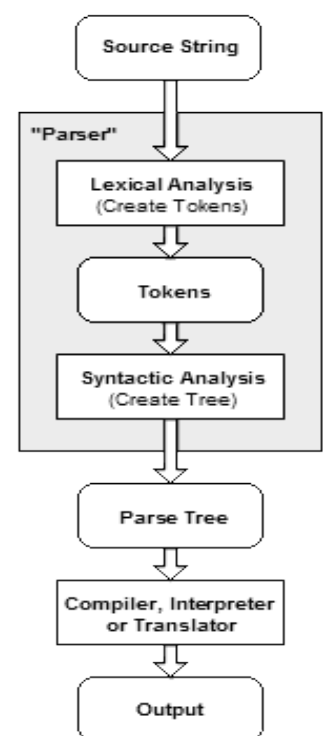 Source String
"Parser"
Lexical Analysis
(Create Tokens)
Tokens
Syntactic Analysis
(Create Tree)
Parse Tree
Compiler, Interpreter
or Translator
Output